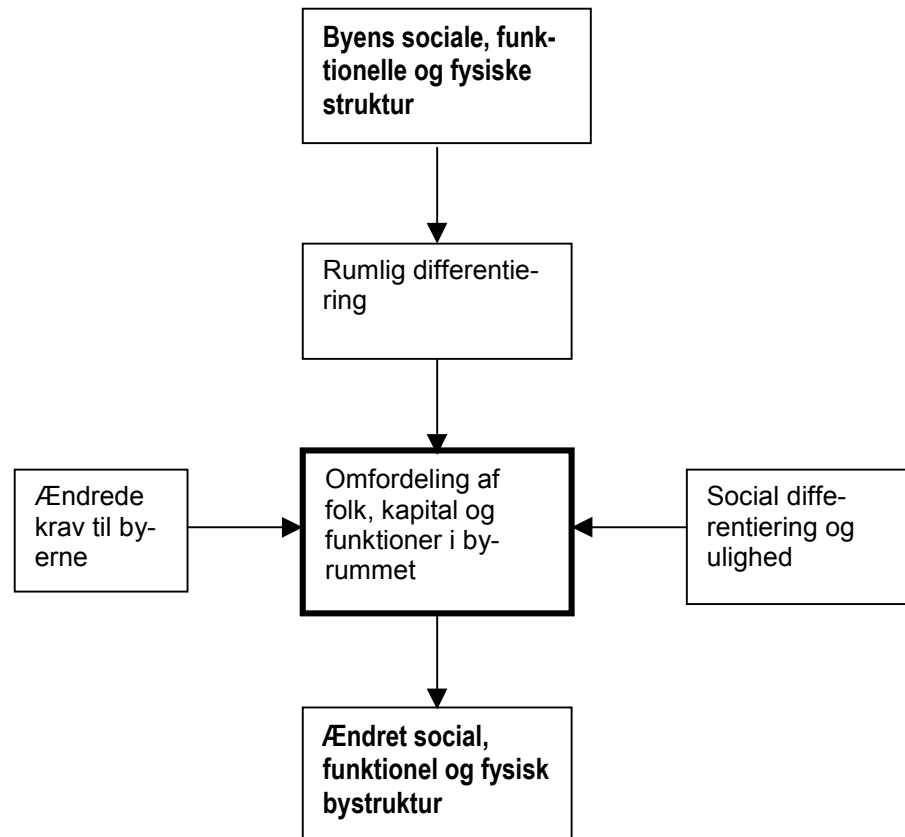 Byens sociale, funk-
tionelle og fysiske
struktur
Rumlig differentie-
ring
Ændrede
krav til by-
erne
Omfordeling af
folk, kapital og
funktioner i by-
rummet
Social diffe-
rentiering og
ulighed
Ændret social,
funktionel og fysisk
bystruktur